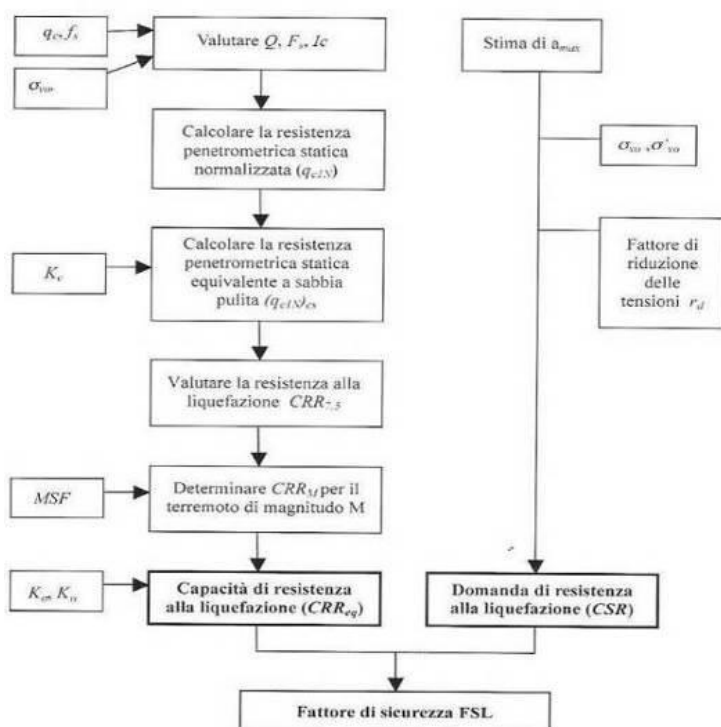 q_c, f_s
Valutare Q, F_s, Ic
Stima di a_max
σ_vo,
Calcolare la resistenza
penetrometrica statica
normalizzata (q_c1N)
σ_vo ,σ'_vo
K_c
Calcolare la resistenza
penetrometrica statica
equivalente a sabbia
pulita (q_c1N)_cs
Fattore di
riduzione
delle
tensioni r_d
Valutare la resistenza alla
liquefazione CRR_7,5
MSF
Determinare CRR_M per il
terremoto di magnitudo M
K_σ, K_α
Capacità di resistenza
alla liquefazione (CRR_eq)
Domanda di resistenza
alla liquefazione (CSR)
Fattore di sicurezza FSL